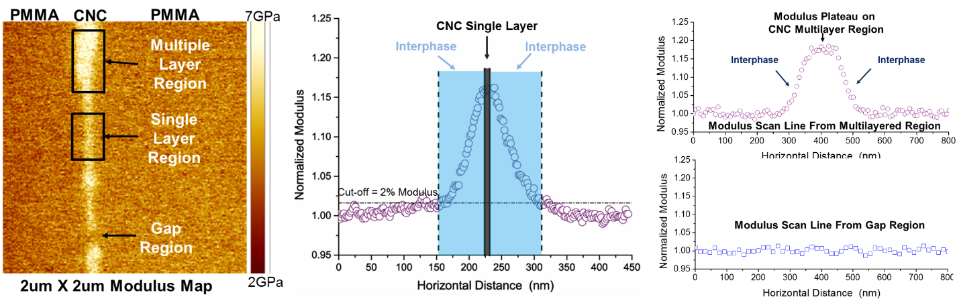 PMMA CNC PMMA
7GPa
Multiple
Layer
Region
Single
Layer
Region
Gap
Region
2GPa
2um X 2um Modulus Map
CNC Single Layer
Interphase Interphase
Cut-off = 2% Modulus
Normalized Modulus
1.25
1.20
1.15
1.10
1.05
1.00
0.95
0 50 100 150 200 250 300 350 400 450
Horizontal Distance (nm)
Modulus Plateau on
CNC Multilayer Region
Interphase Interphase
Normalized Modulus
1.25
1.20
1.15
1.10
1.05
1.00
0.95
Modulus Scan Line From Multilayered Region
0 100 200 300 400 500 600 700 800
Horizontal Distance (nm)
Normalized Modulus
1.25
1.20
1.15
1.10
1.05
1.00
0.95
Modulus Scan Line From Gap Region
0 100 200 300 400 500 600 700 800
Horizontal Distance (nm)